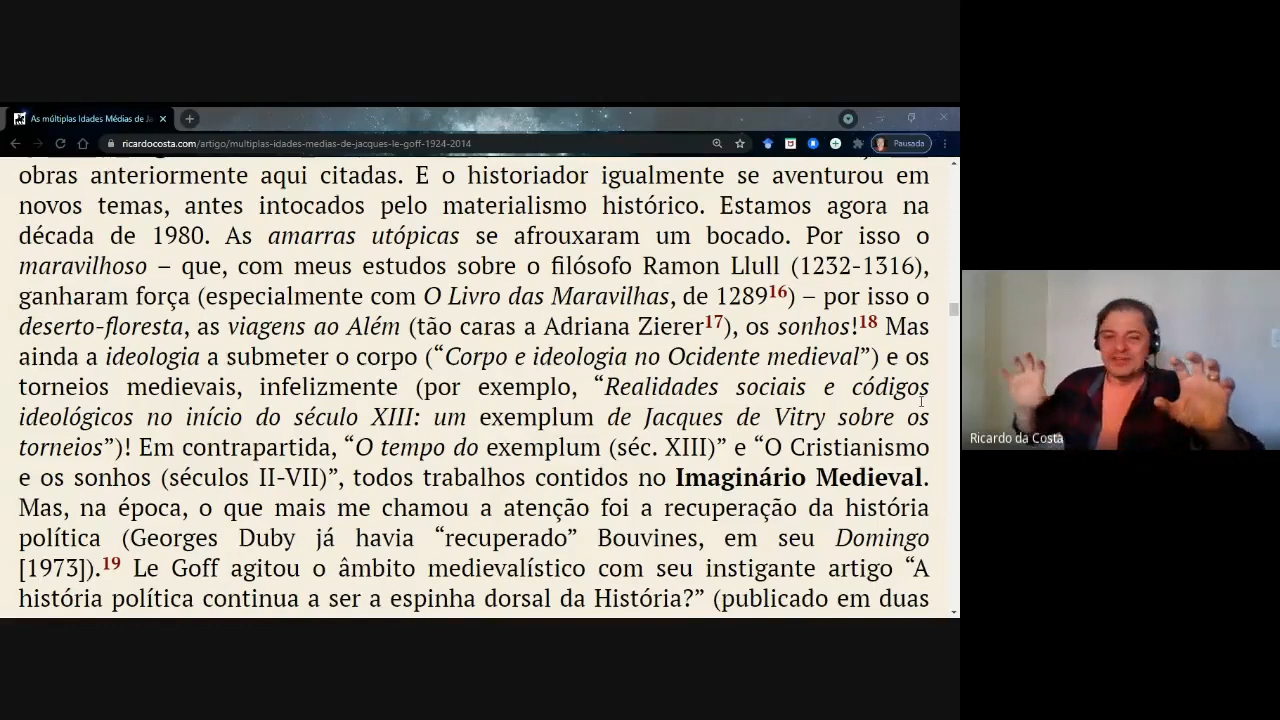 As múltiplas Idades Médias de Ja
ricardocosta.com/artigo/multiplas-idades-medias-de-jacques-le-goff-1924-2014
Pausada
obras anteriormente aqui citadas. E o historiador igualmente se aventurou em
novos temas, antes intocados pelo materialismo histórico. Estamos agora na
década de 1980. As amarras utópicas se afrouxaram um bocado. Por isso o
maravilhoso – que, com meus estudos sobre o filósofo Ramon Llull (1232-1316),
ganharam força (especialmente com O Livro das Maravilhas, de 128916) – por isso o
deserto-floresta, as viagens ao Além (tão caras a Adriana Zierer17), os sonhos!18 Mas
ainda a ideologia a submeter o corpo (“Corpo e ideologia no Ocidente medieval”) e os
torneios medievais, infelizmente (por exemplo, “Realidades sociais e códigos
ideológicos no início do século XIII: um exemplum de Jacques de Vitry sobre os
torneios”)! Em contrapartida, “O tempo do exemplum (séc. XIII)” e “O Cristianismo
e os sonhos (séculos II-VII)”, todos trabalhos contidos no Imaginário Medieval.
Mas, na época, o que mais me chamou a atenção foi a recuperação da história
política (Georges Duby já havia “recuperado” Bouvines, em seu Domingo
[1973]).19 Le Goff agitou o âmbito medievalístico com seu instigante artigo “A
história política continua a ser a espinha dorsal da História?” (publicado em duas
Ricardo da Costa